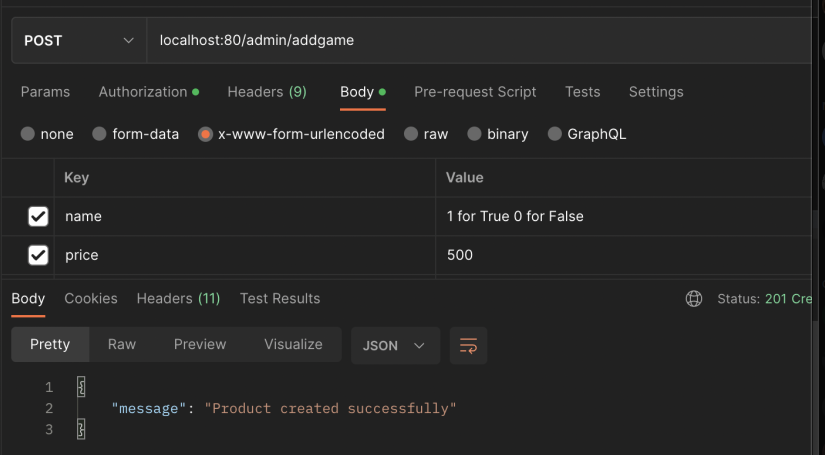 POST localhost:80/admin/addgame
Params Authorization Headers (9) Body Pre-request Script Tests Settings
none form-data x-www-form-urlencoded raw binary GraphQL
Key Value
name 1 for True 0 for False
price 500
Body Cookies Headers (11) Test Results Status: 201 Cre
Pretty Raw Preview Visualize JSON
1 {
2 "message": "Product created successfully"
3 }